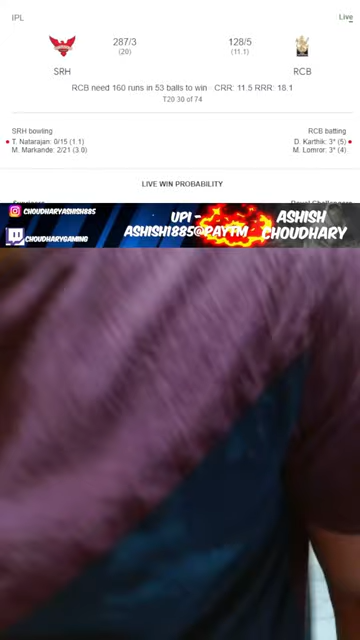 IPL
Live
287/3
(20)
128/5
(11.1)
SRH
RCB
RCB need 160 runs in 53 balls to win · CRR: 11.5 RRR: 18.1
T20 30 of 74
SRH bowling
RCB batting
T. Natarajan: 0/15 (1.1)
D. Karthik: 3* (5)
M. Markande: 2/21 (3.0)
M. Lomror: 3* (4)
LIVE WIN PROBABILITY
CHOUDHARYASHISH885
CHOUDHARYGAMING
UPI -
ASHISH1885@PAYTM
ASHISH
CHOUDHARY